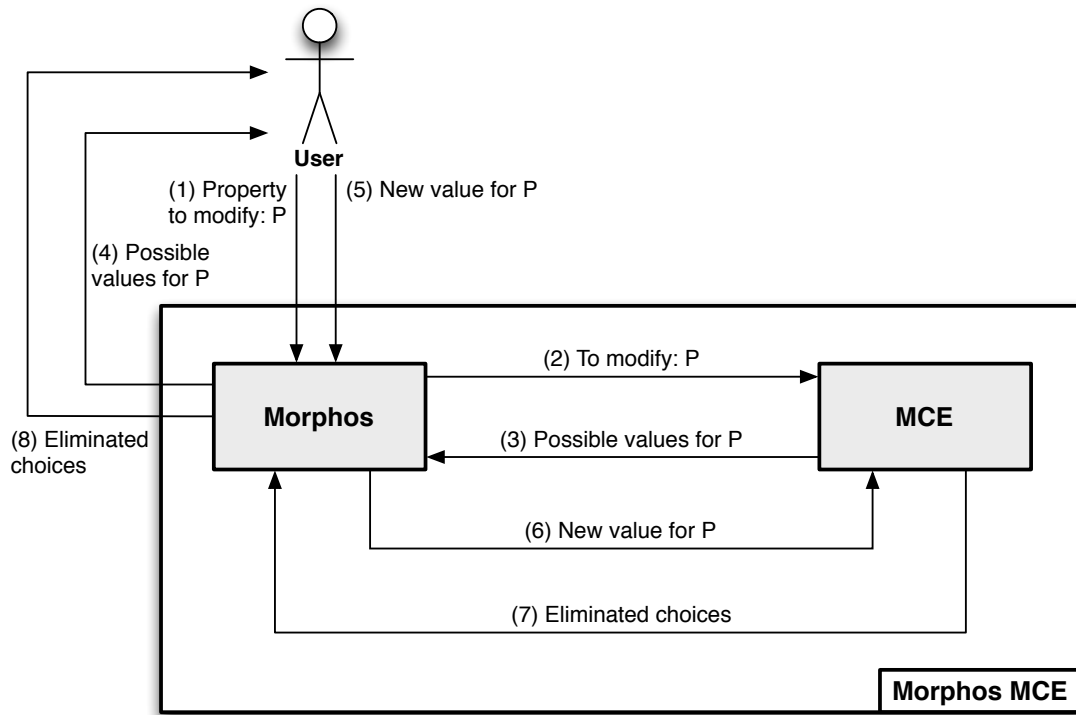 User
(1) Property
to modify: P
(5) New value for P
(4) Possible
values for P
(2) To modify: P
Morphos
MCE
(3) Possible values for P
(8) Eliminated
choices
(6) New value for P
(7) Eliminated choices
Morphos MCE